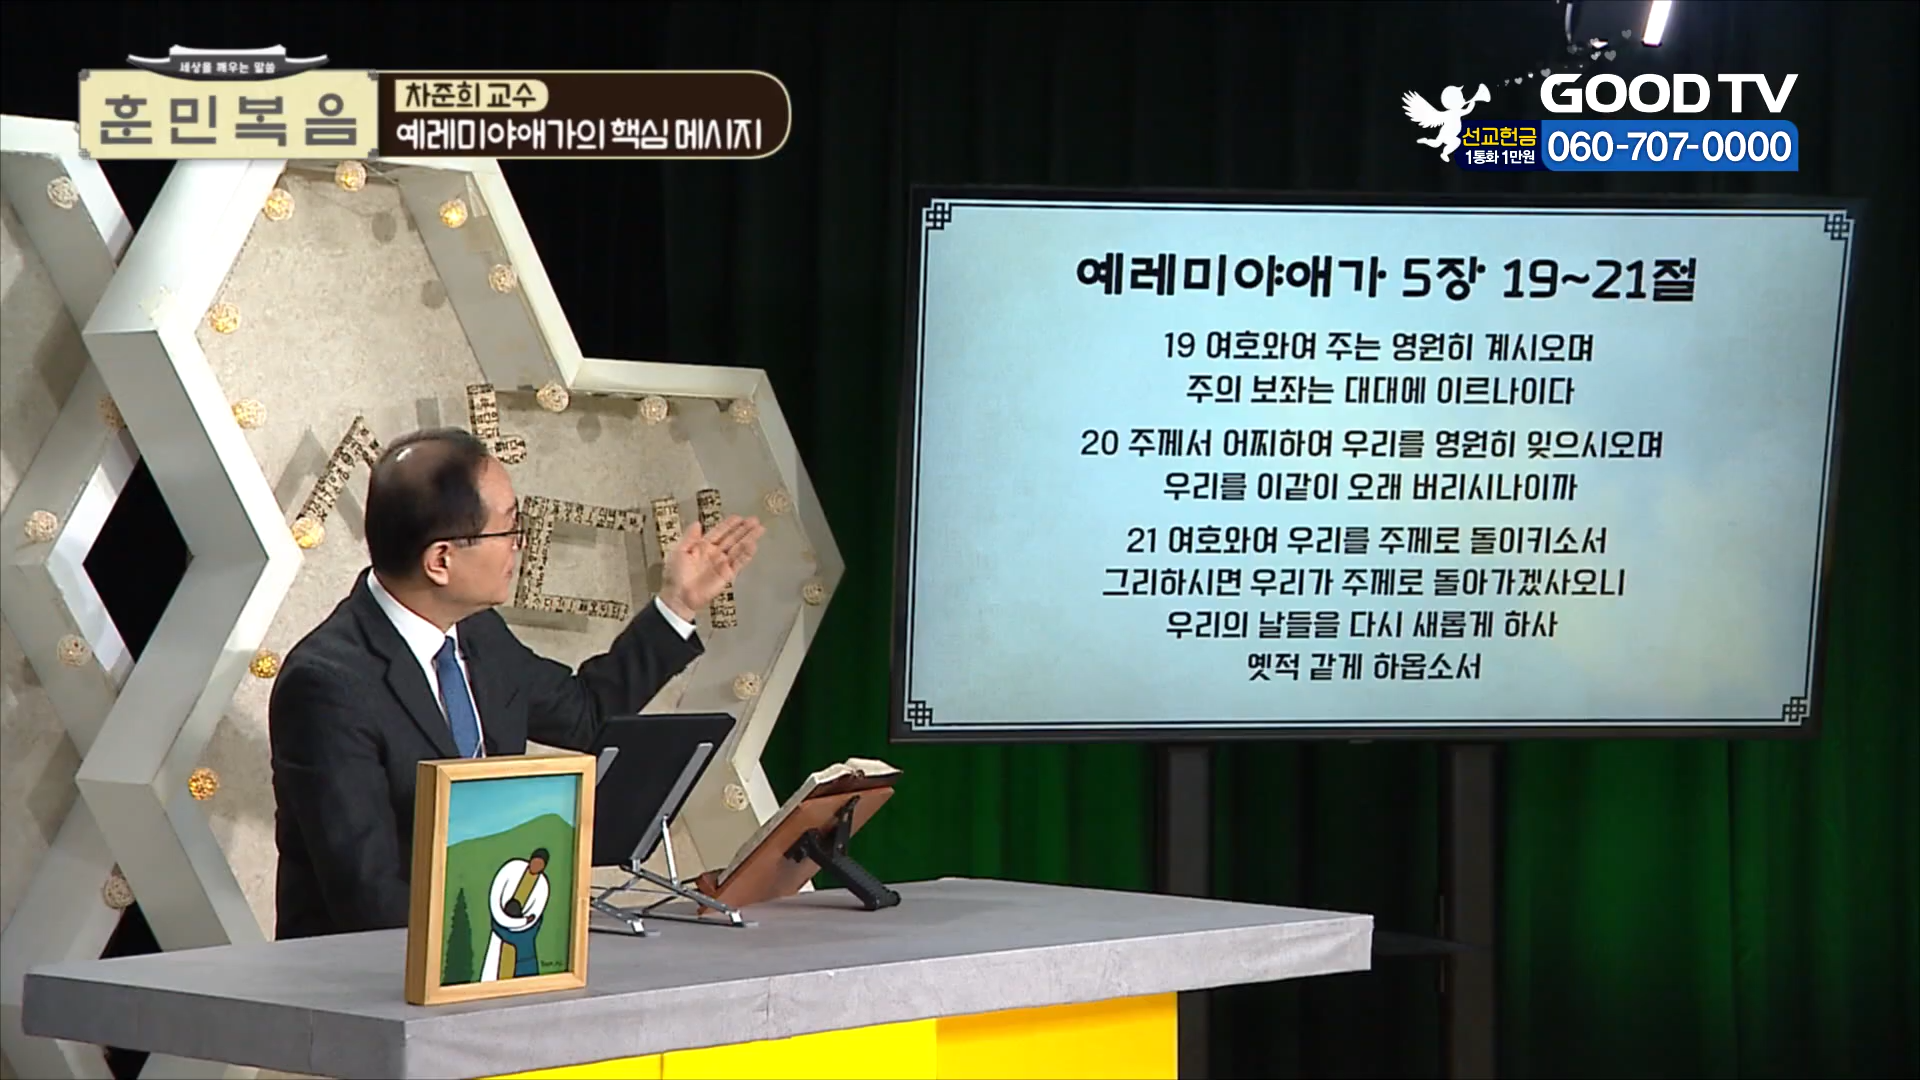 세상을 깨우는 말씀
훈민복음
차준희 교수
예레미야애가의 핵심 메시지
GOOD TV
선교헌금
1통화 1만원
060-707-0000
예레미야애가 5장 19~21절
19 여호와여 주는 영원히 계시오며
주의 보좌는 대대에 이르나이다
20 주께서 어찌하여 우리를 영원히 잊으시오며
우리를 이같이 오래 버리시나이까
21 여호와여 우리를 주께로 돌이키소서
그리하시면 우리가 주께로 돌아가겠사오니
우리의 날들을 다시 새롭게 하사
옛적 같게 하옵소서